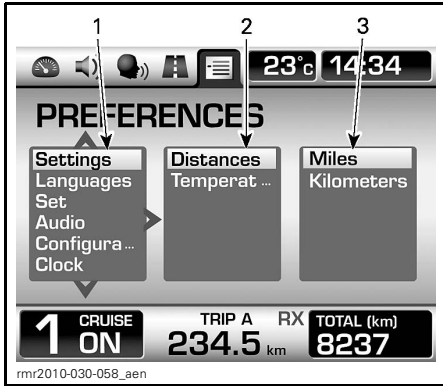 1 2 3
23°c 14:34
PREFERENCES
Settings
Languages
Set
Audio
Configura ...
Clock
Distances
Temperat ...
Miles
Kilometers
1 CRUISE ON
TRIP A
234.5 km
RX
TOTAL (km)
8237
rmr2010-030-058_aen